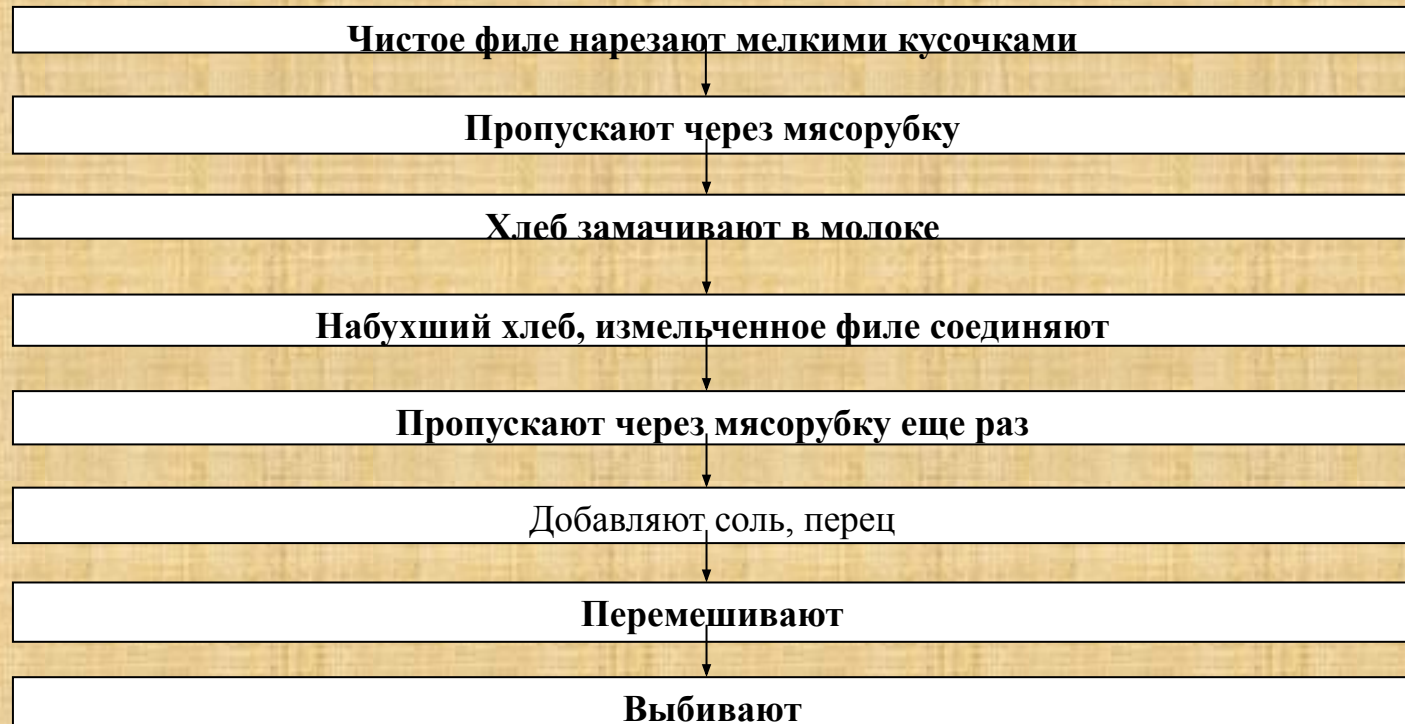 Чистое филе нарезают мелкими кусочками
Пропускают через мясорубку
Хлеб замачивают в молоке
Набухший хлеб, измельченное филе соединяют
Пропускают через мясорубку еще раз
Добавляют соль, перец
Перемешивают
Выбивают